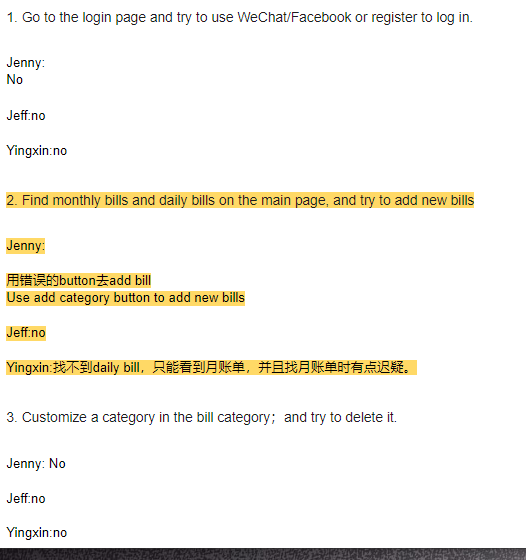 1. Go to the login page and try to use WeChat/Facebook or register to log in.
Jenny:
No
Jeff:no
Yingxin:no
2. Find monthly bills and daily bills on the main page, and try to add new bills
Jenny:
用错误的button去add bill
Use add category button to add new bills
Jeff:no
Yingxin:找不到daily bill，只能看到月账单，并且找月账单时有点迟疑。
3. Customize a category in the bill category；and try to delete it.
Jenny: No
Jeff:no
Yingxin:no